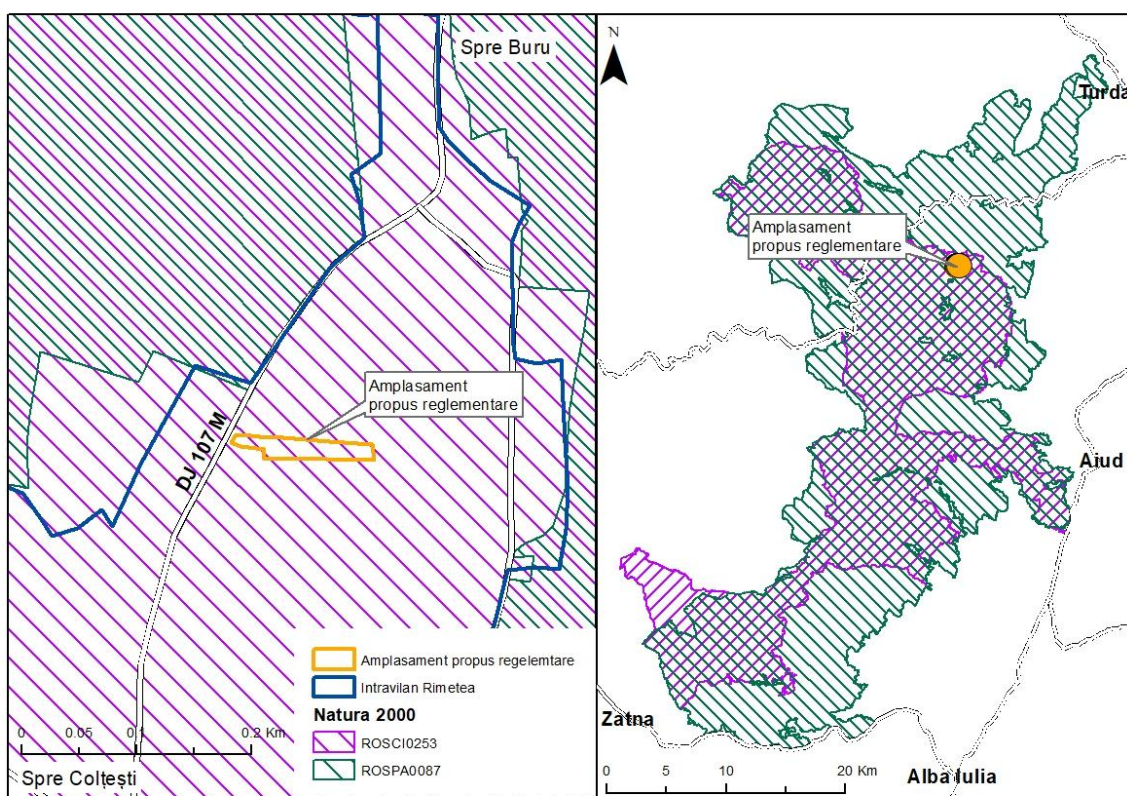 Spre Buru
Amplasament
propus reglementare
DJ 107 M
Amplasament propus regelemtare
Intravilan Rimetea
Natura 2000
ROSCI0253
ROSPA0087
0 0.05 0.1 0.2 Km
Spre Colțești
N
Turda
Amplasament
propus reglementare
Aiud
Zatna
0 5 10 20 Km
Alba Iulia